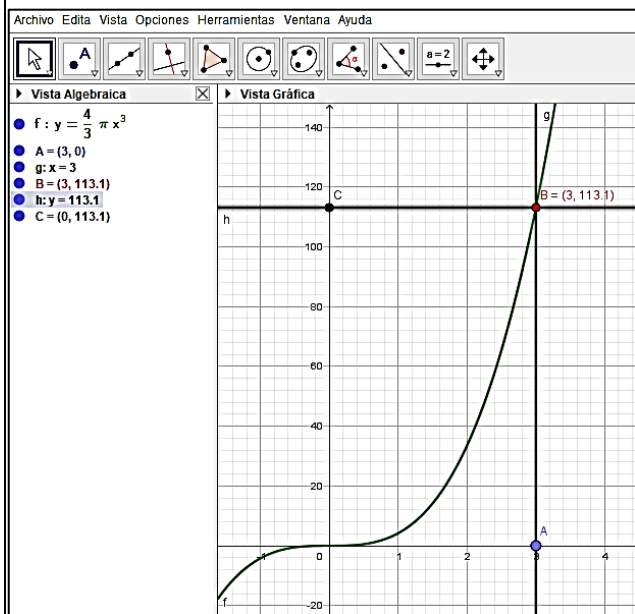 Archivo Edita Vista Opciones Herramientas Ventana Ayuda
A
α
a=2
Vista Algebraica
Vista Gráfica
f : y = 4/3 π x³
A = (3, 0)
g: x = 3
B = (3, 113.1)
h: y = 113.1
C = (0, 113.1)
g
140
120
C
B = (3, 113.1)
h
100
80
60
40
20
A
-1 0 1 2 3 4
f
-20